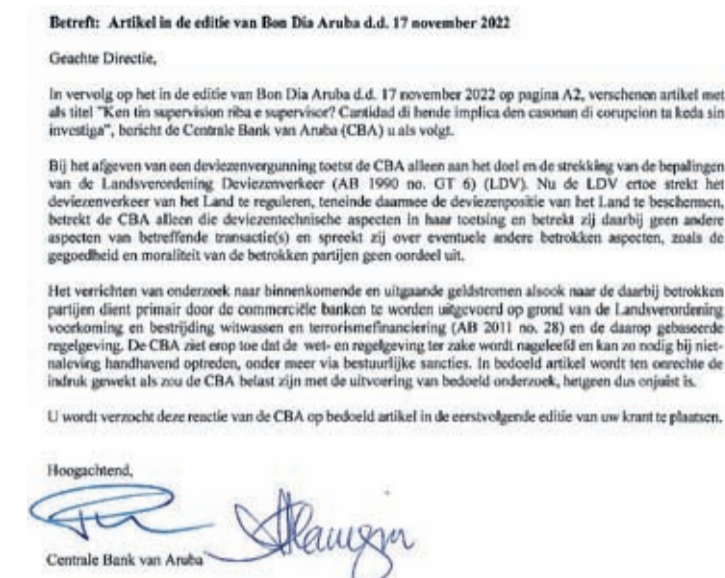 Betreft: Artikel in de editie van Bon Dia Aruba d.d. 17 november 2022
Geachte Directie,
In vervolg op het in de editie van Bon Dia Aruba d.d. 17 november 2022 op pagina A2, verschenen artikel met
als titel "Ken tin supervision riba e supervisor? Cantidad di hende implica den casonan di corupcion ta keda sin
investiga", bericht de Centrale Bank van Aruba (CBA) u als volgt.
Bij het afgeven van een deviezenvergunning toetst de CBA alleen aan het doel en de strekking van de bepalingen
van de Landsverordening Deviezenverkeer (AB 1990 no. GT 6) (LDV). Nu de LDV ertoe strekt het
deviezenverkeer van het Land te reguleren, teneinde daarmee de deviezenpositie van het Land te beschermen,
betrekt de CBA alleen die deviezentechnische aspecten in haar toetsing en betrekt zij daarbij geen andere
aspecten van betreffende transactie(s) en spreekt zij over eventuele andere betrokken aspecten, zoals de
gegoedheid en moraliteit van de betrokken partijen geen oordeel uit.
Het verrichten van onderzoek naar binnenkomende en uitgaande geldstromen alsook naar de daarbij betrokken
partijen dient primair door de commerciële banken te worden uitgevoerd op grond van de Landsverordening
voorkoming en bestrijding witwassen en terrorismefinanciering (AB 2011 no. 28) en de daarop gebaseerde
regelgeving. De CBA ziet erop toe dat de wet- en regelgeving ter zake wordt nageleefd en kan zo nodig bij niet-
naleving handhavend optreden, onder meer via bestuurlijke sancties. In bedoeld artikel wordt ten onrechte de
indruk gewekt als zou de CBA belast zijn met de uitvoering van bedoeld onderzoek, hetgeen dus onjuist is.
U wordt verzocht deze reactie van de CBA op bedoeld artikel in de eerstvolgende editie van uw krant te plaatsen.
Hoogachtend,
Centrale Bank van Aruba